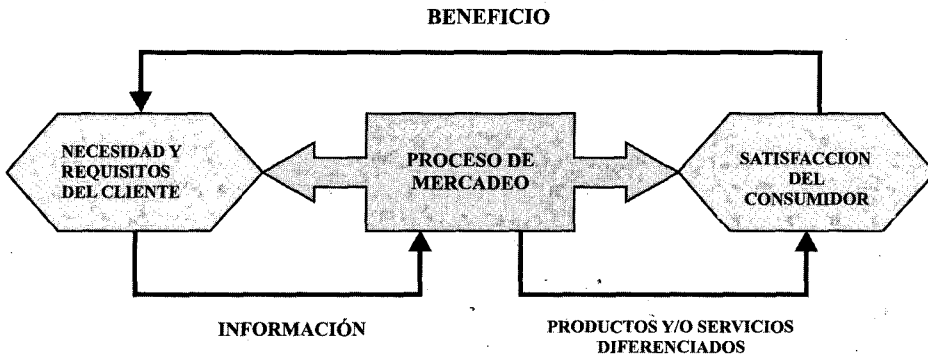 BENEFICIO
NECESIDAD Y
REQUISITOS
DEL CLIENTE
PROCESO DE
MERCADEO
SATISFACCION
DEL
CONSUMIDOR
INFORMACIÓN
PRODUCTOS Y/O SERVICIOS
DIFERENCIADOS